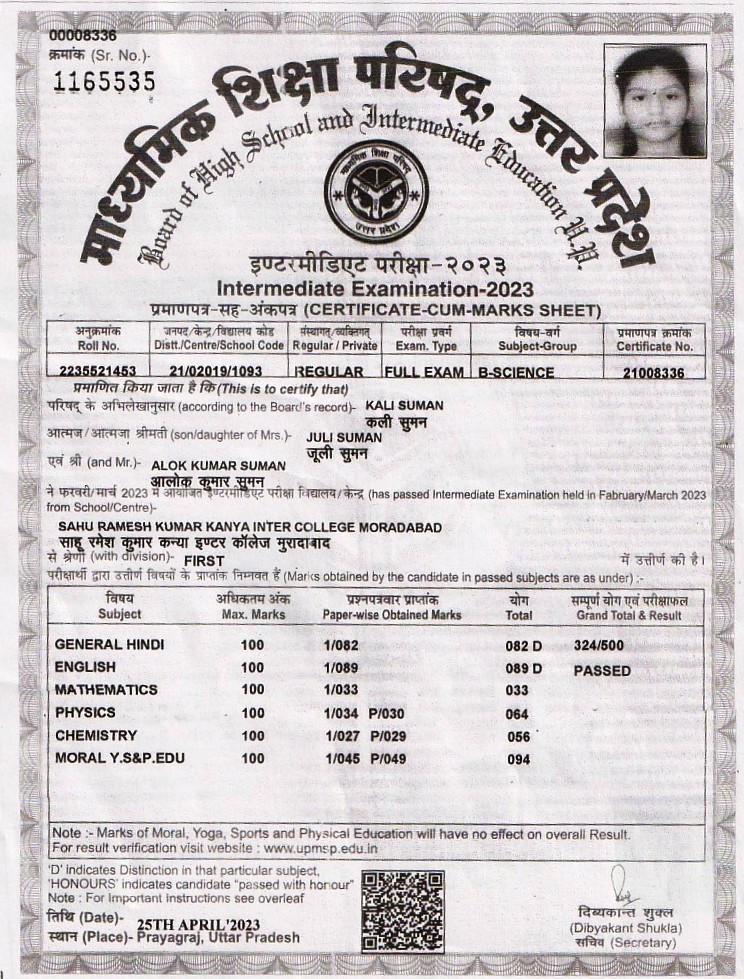 00008336
क्रमांक (Sr. No.)-
1165535
माध्यमिक शिक्षा परिषद्, उत्तर प्रदेश
Board of High School and Intermediate Education U.P.
माध्यमिक शिक्षा परिषद
उत्तर प्रदेश
इण्टरमीडिएट परीक्षा-२०२३
Intermediate Examination-2023
प्रमाणपत्र-सह-अंकपत्र (CERTIFICATE-CUM-MARKS SHEET)
अनुक्रमांक जनपद/केन्द्र/विद्यालय कोड संस्थागत/व्यक्तिगत परीक्षा प्रवर्ग विषय-वर्ग प्रमाणपत्र क्रमांक
Roll No. Distt./Centre/School Code Regular / Private Exam. Type Subject-Group Certificate No.
2235521453 21/02019/1093 REGULAR FULL EXAM B-SCIENCE 21008336
प्रमाणित किया जाता है कि (This is to certify that)
परिषद् के अभिलेखानुसार (according to the Board's record)- KALI SUMAN
कली सुमन
आत्मज/आत्मजा श्रीमती (son/daughter of Mrs.)- JULI SUMAN
जूली सुमन
एवं श्री (and Mr.)- ALOK KUMAR SUMAN
आलोक कुमार सुमन
ने फरवरी/मार्च 2023 में आयोजित इण्टरमीडिएट परीक्षा विद्यालय/केन्द्र (has passed Intermediate Examination held in Fabruary/March 2023
from School/Centre)-
SAHU RAMESH KUMAR KANYA INTER COLLEGE MORADABAD
साहू रमेश कुमार कन्या इण्टर कॉलेज मुरादाबाद
से श्रेणी (with division)- FIRST में उत्तीर्ण की है।
परीक्षार्थी द्वारा उत्तीर्ण विषयों के प्राप्तांक निम्नवत हैं (Marks obtained by the candidate in passed subjects are as under) :-
विषय अधिकतम अंक प्रश्नपत्रवार प्राप्तांक योग सम्पूर्ण योग एवं परीक्षाफल
Subject Max. Marks Paper-wise Obtained Marks Total Grand Total & Result
GENERAL HINDI 100 1/082 082 D 324/500
ENGLISH 100 1/089 089 D PASSED
MATHEMATICS 100 1/033 033
PHYSICS 100 1/034 P/030 064
CHEMISTRY 100 1/027 P/029 056
MORAL Y.S&P.EDU 100 1/045 P/049 094
Note :- Marks of Moral, Yoga, Sports and Physical Education will have no effect on overall Result.
For result verification visit website : www.upmsp.edu.in
'D' indicates Distinction in that particular subject,
'HONOURS' indicates candidate "passed with honour"
Note : For Important Instructions see overleaf
तिथि (Date)- 25TH APRIL'2023
स्थान (Place)- Prayagraj, Uttar Pradesh
दिब्यकान्त शुक्ल
(Dibyakant Shukla)
सचिव (Secretary)